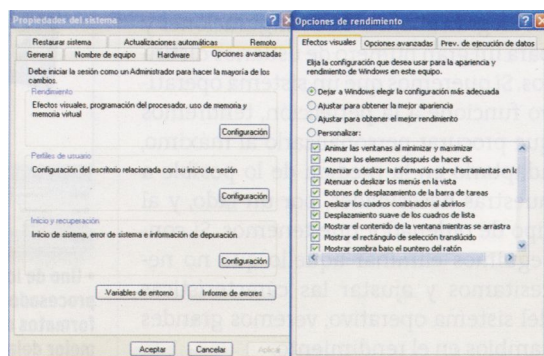 Propiedades del sistema
Restaurar sistema
Actualizaciones automáticas
Remoto
General
Nombre de equipo
Hardware
Opciones avanzadas
Debe iniciar la sesión como un Administrador para hacer la mayoría de los
cambios.
Rendimiento
Efectos visuales, programación del procesador, uso de memoria y
memoria virtual
Configuración
Perfiles de usuario
Configuración del escritorio relacionada con su inicio de sesión
Configuración
Inicio y recuperación
Inicio de sistema, error de sistema e información de depuración
Configuración
Variables de entorno
Informe de errores
Aceptar
Cancelar
Opciones de rendimiento
Efectos visuales
Opciones avanzadas
Prev. de ejecución de datos
Elija la configuración que desea usar para la apariencia y
rendimiento de Windows en este equipo.
Dejar a Windows elegir la configuración más adecuada
Ajustar para obtener la mejor apariencia
Ajustar para obtener el mejor rendimiento
Personalizar:
Animar las ventanas al minimizar y maximizar
Atenuar los elementos después de hacer clic
Atenuar o deslizar la información sobre herramientas en la
Atenuar o deslizar los menús en la vista
Botones de desplazamiento de la barra de tareas
Deslizar los cuadros combinados al abrirlos
Desplazamiento suave de los cuadros de lista
Mostrar el contenido de la ventana mientras se arrastra
Mostrar el rectángulo de selección translúcido
Mostrar sombra bajo el puntero del ratón